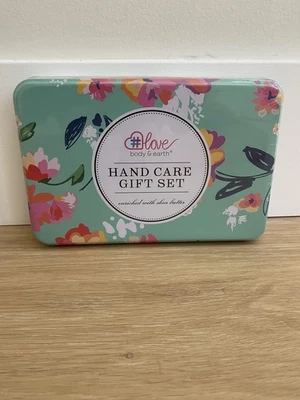 #love
body & earth®
HAND CARE
GIFT SET
enriched with shea butter